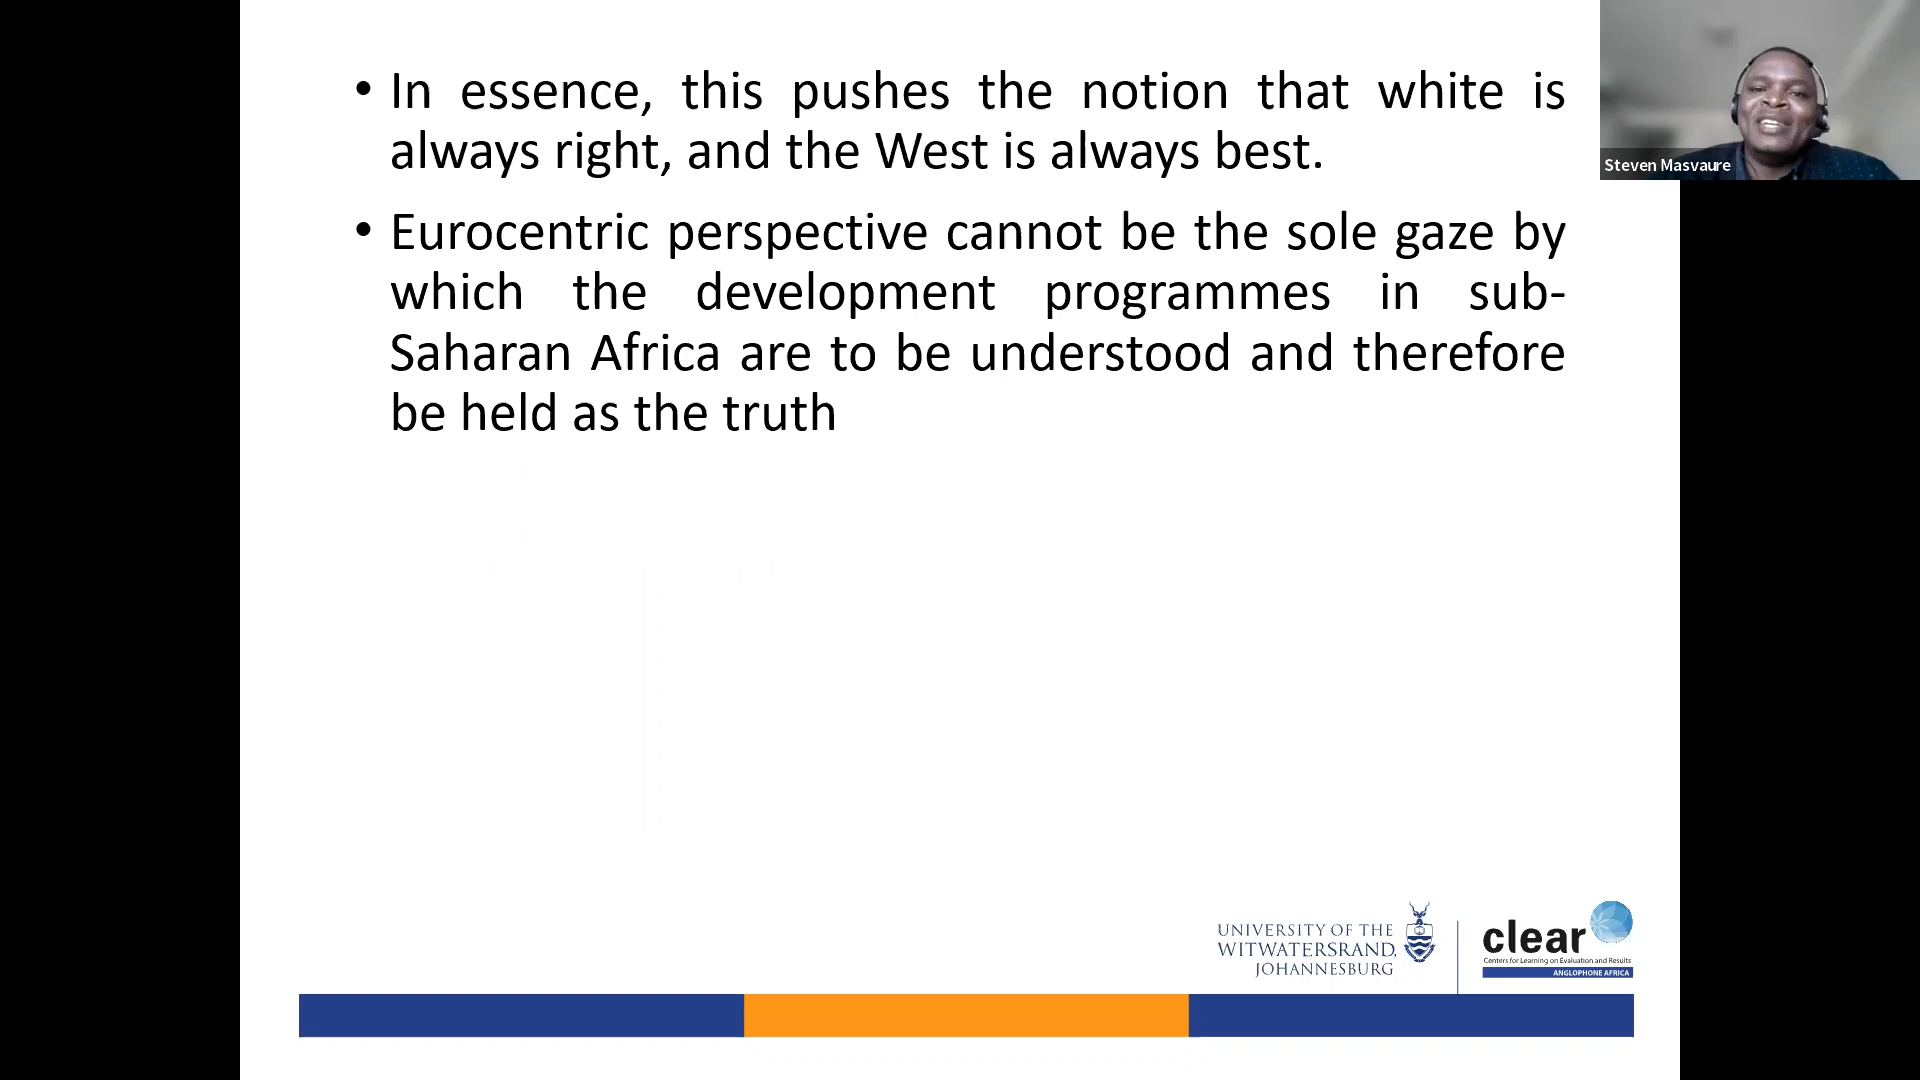 • In essence, this pushes the notion that white is
always right, and the West is always best.
• Eurocentric perspective cannot be the sole gaze by
which the development programmes in sub-
Saharan Africa are to be understood and therefore
be held as the truth
Steven Masvaure
UNIVERSITY OF THE
WITWATERSRAND,
JOHANNESBURG
clear
Centers for Learning on Evaluation and Results
ANGLOPHONE AFRICA